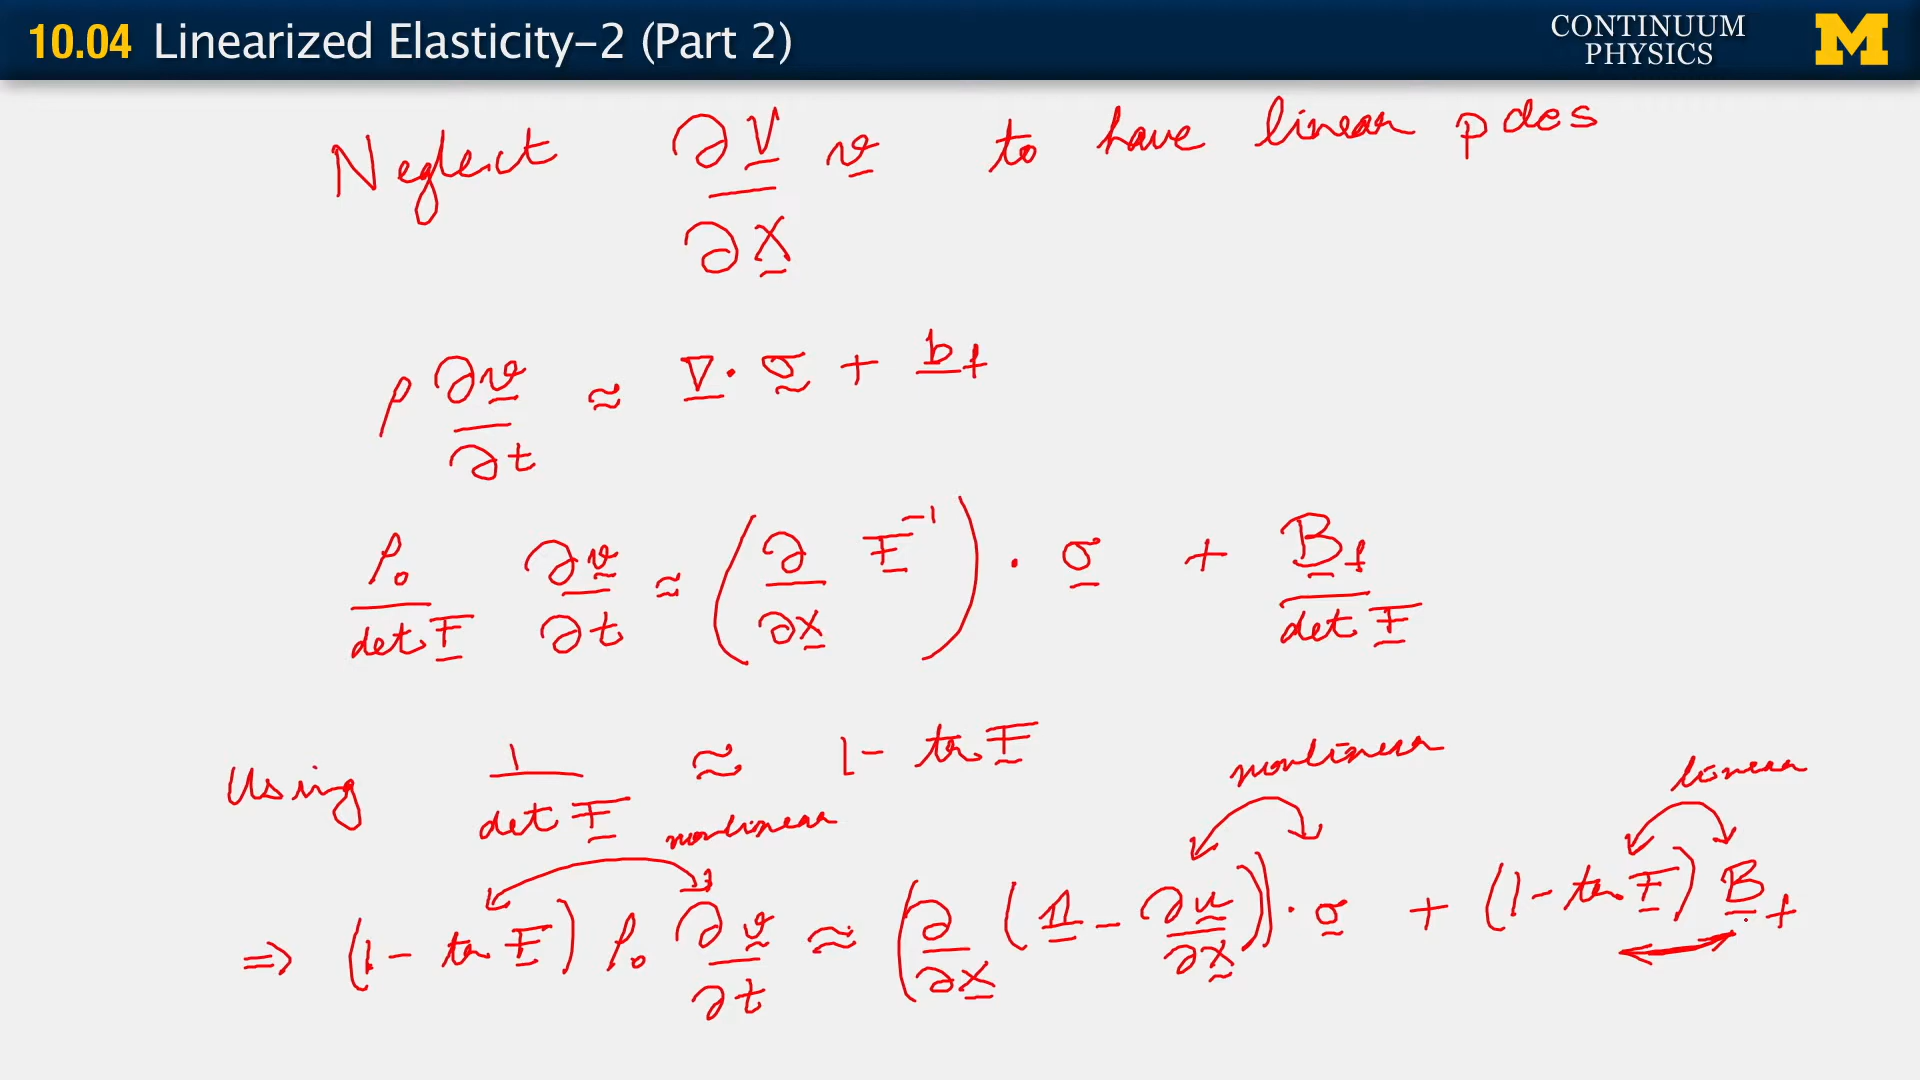 10.04 Linearized Elasticity-2 (Part 2)
CONTINUUM
PHYSICS
M
Neglect ∂V/∂X v to have linear pdes
ρ ∂v/∂t ≈ ∇ · σ + b_f
ρ₀/det F ∂v/∂t ≈ (∂/∂X F⁻¹) · σ + B_f/det F
Using 1/det F ≈ 1 - tr F
nonlinear
nonlinear
linear
⇒ (1 - tr F) ρ₀ ∂v/∂t ≈ (∂/∂X (1 - ∂u/∂X)) · σ + (1 - tr F) B_f